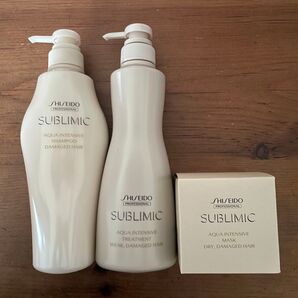 SHISEIDO
PROFESSIONAL
SUBLIMIC
AQUA INTENSIVE
SHAMPOO
DAMAGED HAIR
SHISEIDO
PROFESSIONAL
SUBLIMIC
AQUA INTENSIVE
TREATMENT
WEAK, DAMAGED HAIR
SHISEIDO
PROFESSIONAL
SUBLIMIC
AQUA INTENSIVE
MASK
DRY, DAMAGED HAIR